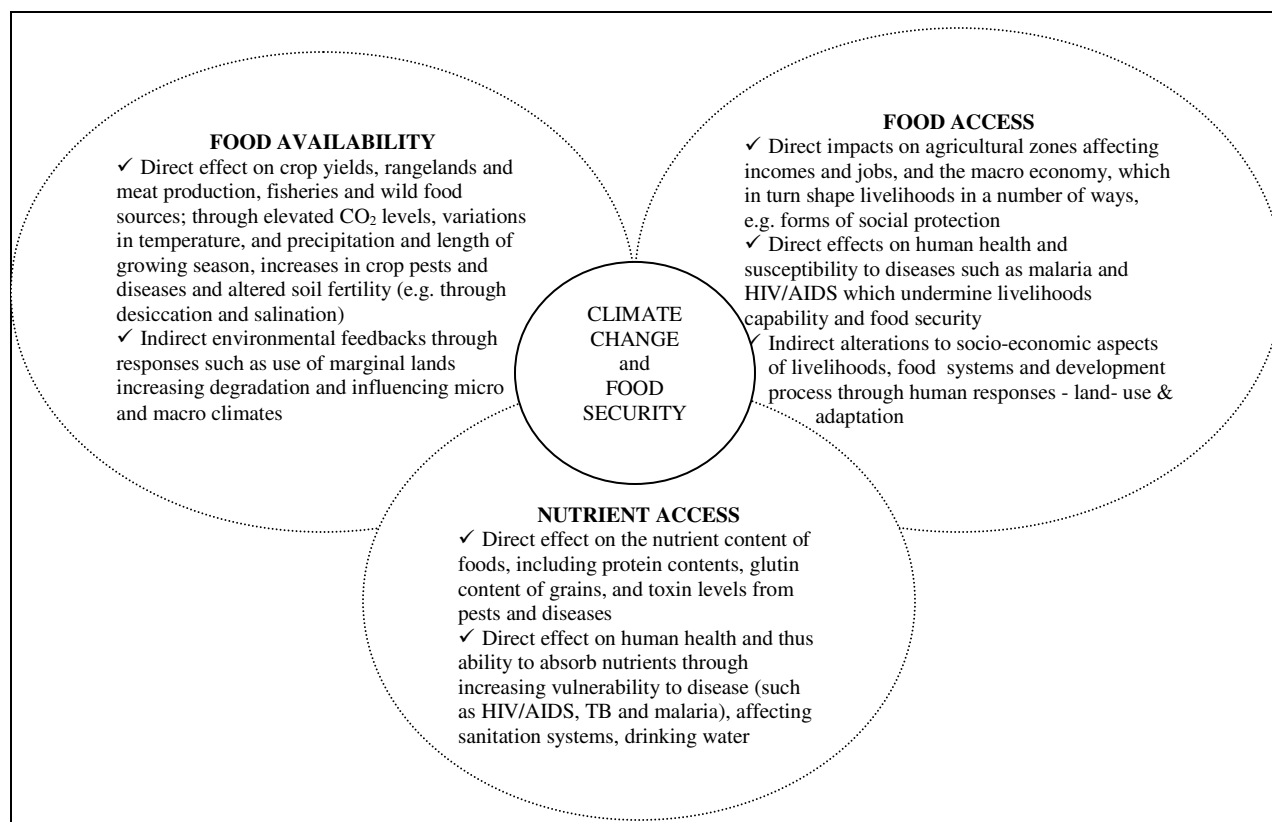 FOOD AVAILABILITY
✓ Direct effect on crop yields, rangelands and
meat production, fisheries and wild food
sources; through elevated CO₂ levels, variations
in temperature, and precipitation and length of
growing season, increases in crop pests and
diseases and altered soil fertility (e.g. through
desiccation and salination)
✓ Indirect environmental feedbacks through
responses such as use of marginal lands
increasing degradation and influencing micro
and macro climates
FOOD ACCESS
✓ Direct impacts on agricultural zones affecting
incomes and jobs, and the macro economy, which
in turn shape livelihoods in a number of ways,
e.g. forms of social protection
✓ Direct effects on human health and
susceptibility to diseases such as malaria and
HIV/AIDS which undermine livelihoods
capability and food security
✓ Indirect alterations to socio-economic aspects
of livelihoods, food systems and development
process through human responses - land- use &
adaptation
CLIMATE
CHANGE
and
FOOD
SECURITY
NUTRIENT ACCESS
✓ Direct effect on the nutrient content of
foods, including protein contents, glutin
content of grains, and toxin levels from
pests and diseases
✓ Direct effect on human health and thus
ability to absorb nutrients through
increasing vulnerability to disease (such
as HIV/AIDS, TB and malaria), affecting
sanitation systems, drinking water